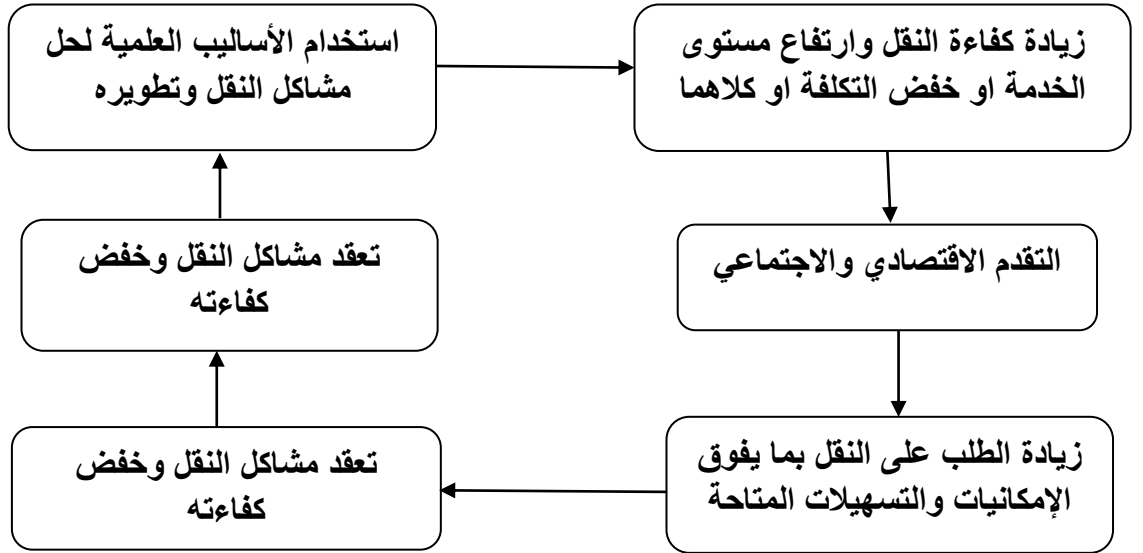 زيادة كفاءة النقل وارتفاع مستوى
الخدمة او خفض التكلفة او كلاهما
استخدام الأساليب العلمية لحل
مشاكل النقل وتطويره
التقدم الاقتصادي والاجتماعي
تعقد مشاكل النقل وخفض
كفاءته
زيادة الطلب على النقل بما يفوق
الإمكانيات والتسهيلات المتاحة
تعقد مشاكل النقل وخفض
كفاءته